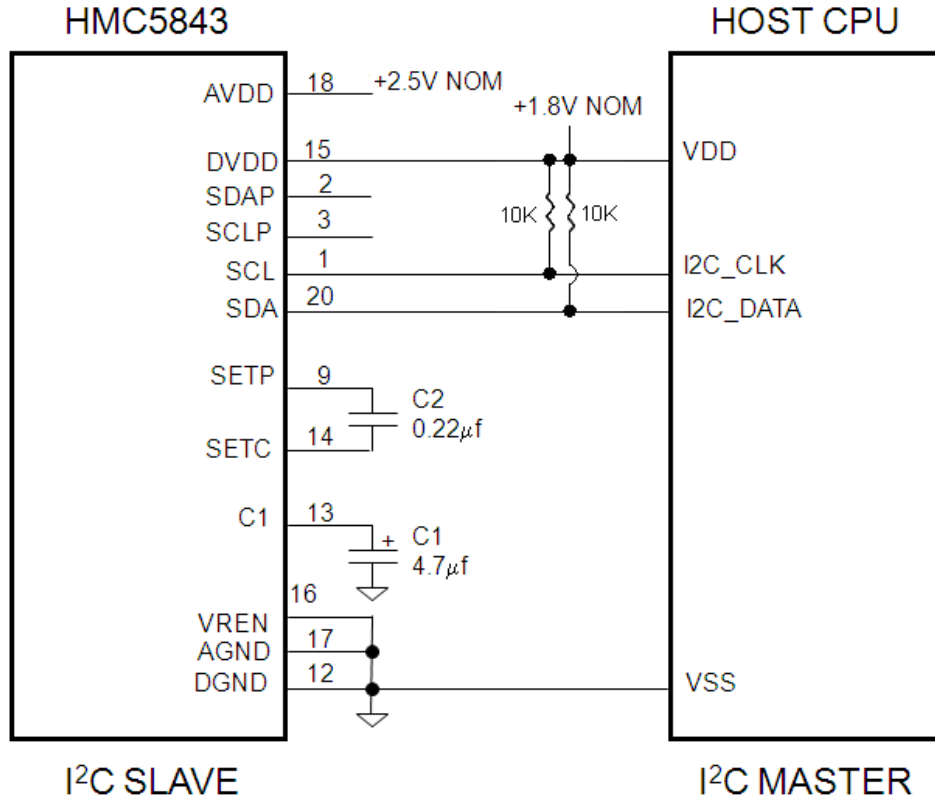 HMC5843
HOST CPU
AVDD 18 +2.5V NOM
+1.8V NOM
DVDD 15 VDD
SDAP 2
SCLP 3
10K 10K
SCL 1 I2C_CLK
SDA 20 I2C_DATA
SETP 9
C2
0.22μf
SETC 14
C1 13
+ C1
4.7μf
VREN 16
AGND 17
DGND 12 VSS
I²C SLAVE
I²C MASTER